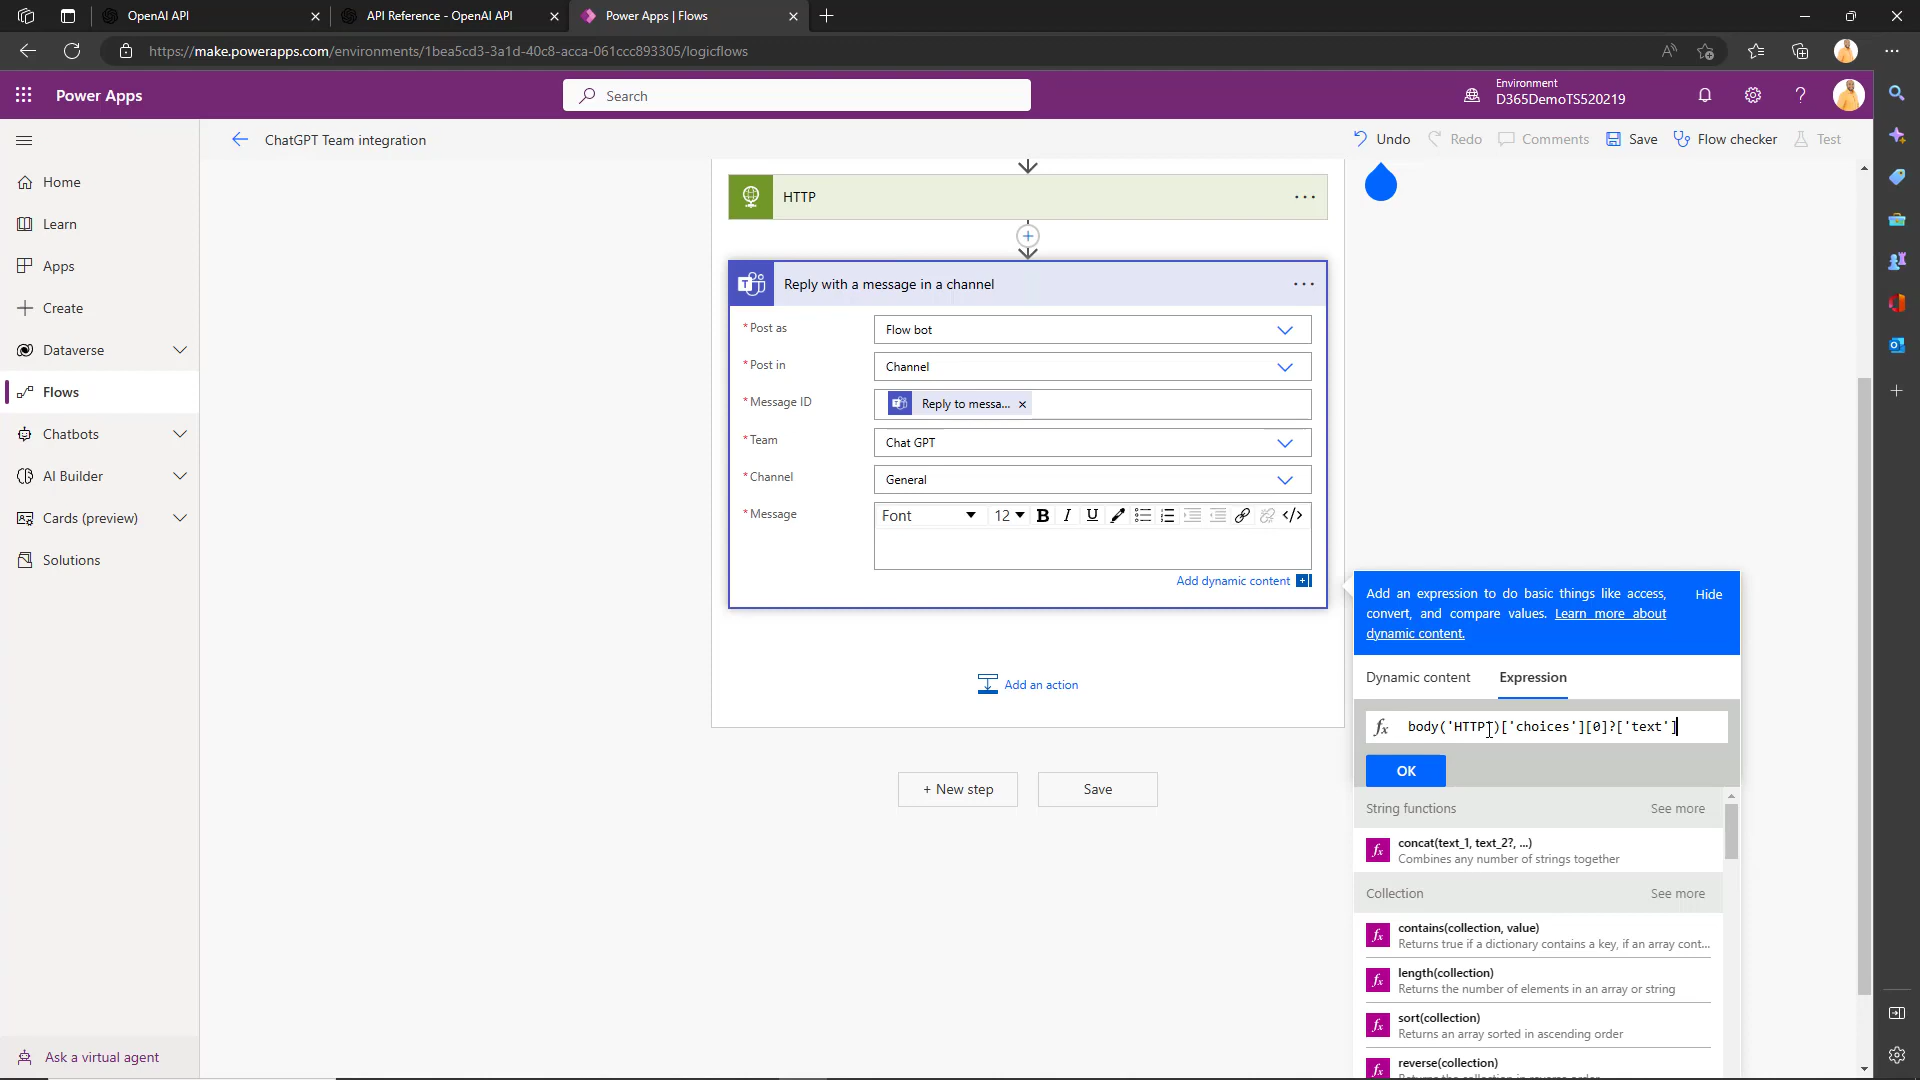 OpenAI API
API Reference - OpenAI API
Power Apps | Flows
https://make.powerapps.com/environments/1bea5cd3-3a1d-40c8-acca-061ccc893305/logicflows
Power Apps
Search
Environment
D365DemoTS520219
ChatGPT Team integration
Undo
Redo
Comments
Save
Flow checker
Test
Home
Learn
Apps
Create
Dataverse
Flows
Chatbots
AI Builder
Cards (preview)
Solutions
Ask a virtual agent
HTTP
Reply with a message in a channel
* Post as
Flow bot
* Post in
Channel
* Message ID
Reply to messa...
* Team
Chat GPT
* Channel
General
* Message
Font
12
B I U
Add dynamic content
Add an action
+ New step
Save
Add an expression to do basic things like access,
convert, and compare values. Learn more about
dynamic content.
Hide
Dynamic content
Expression
fx body('HTTP')['choices'][0]?['text']
OK
String functions
See more
concat(text_1, text_2?, ...)
Combines any number of strings together
Collection
See more
contains(collection, value)
Returns true if a dictionary contains a key, if an array cont...
length(collection)
Returns the number of elements in an array or string
sort(collection)
Returns an array sorted in ascending order
reverse(collection)